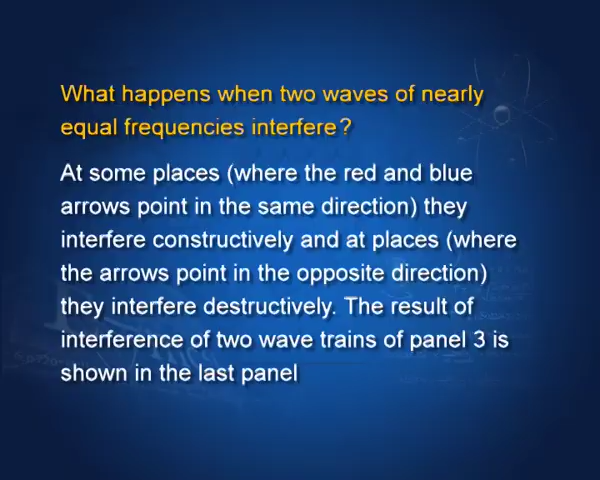 What happens when two waves of nearly
equal frequencies interfere?
At some places (where the red and blue
arrows point in the same direction) they
interfere constructively and at places (where
the arrows point in the opposite direction)
they interfere destructively. The result of
interference of two wave trains of panel 3 is
shown in the last panel